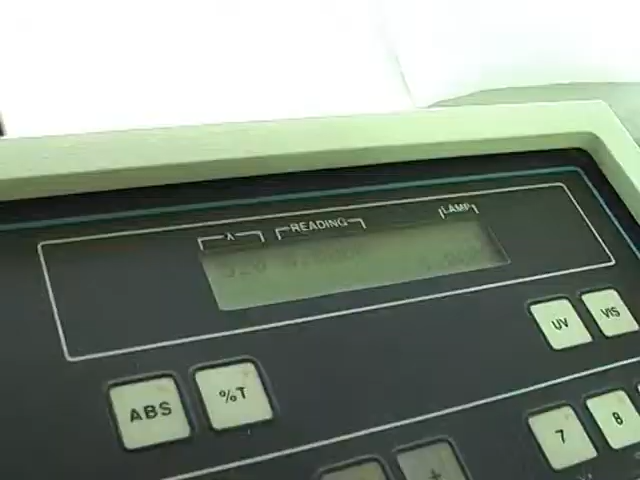 λ READING LAMP
UV VIS
ABS %T
7 8
+